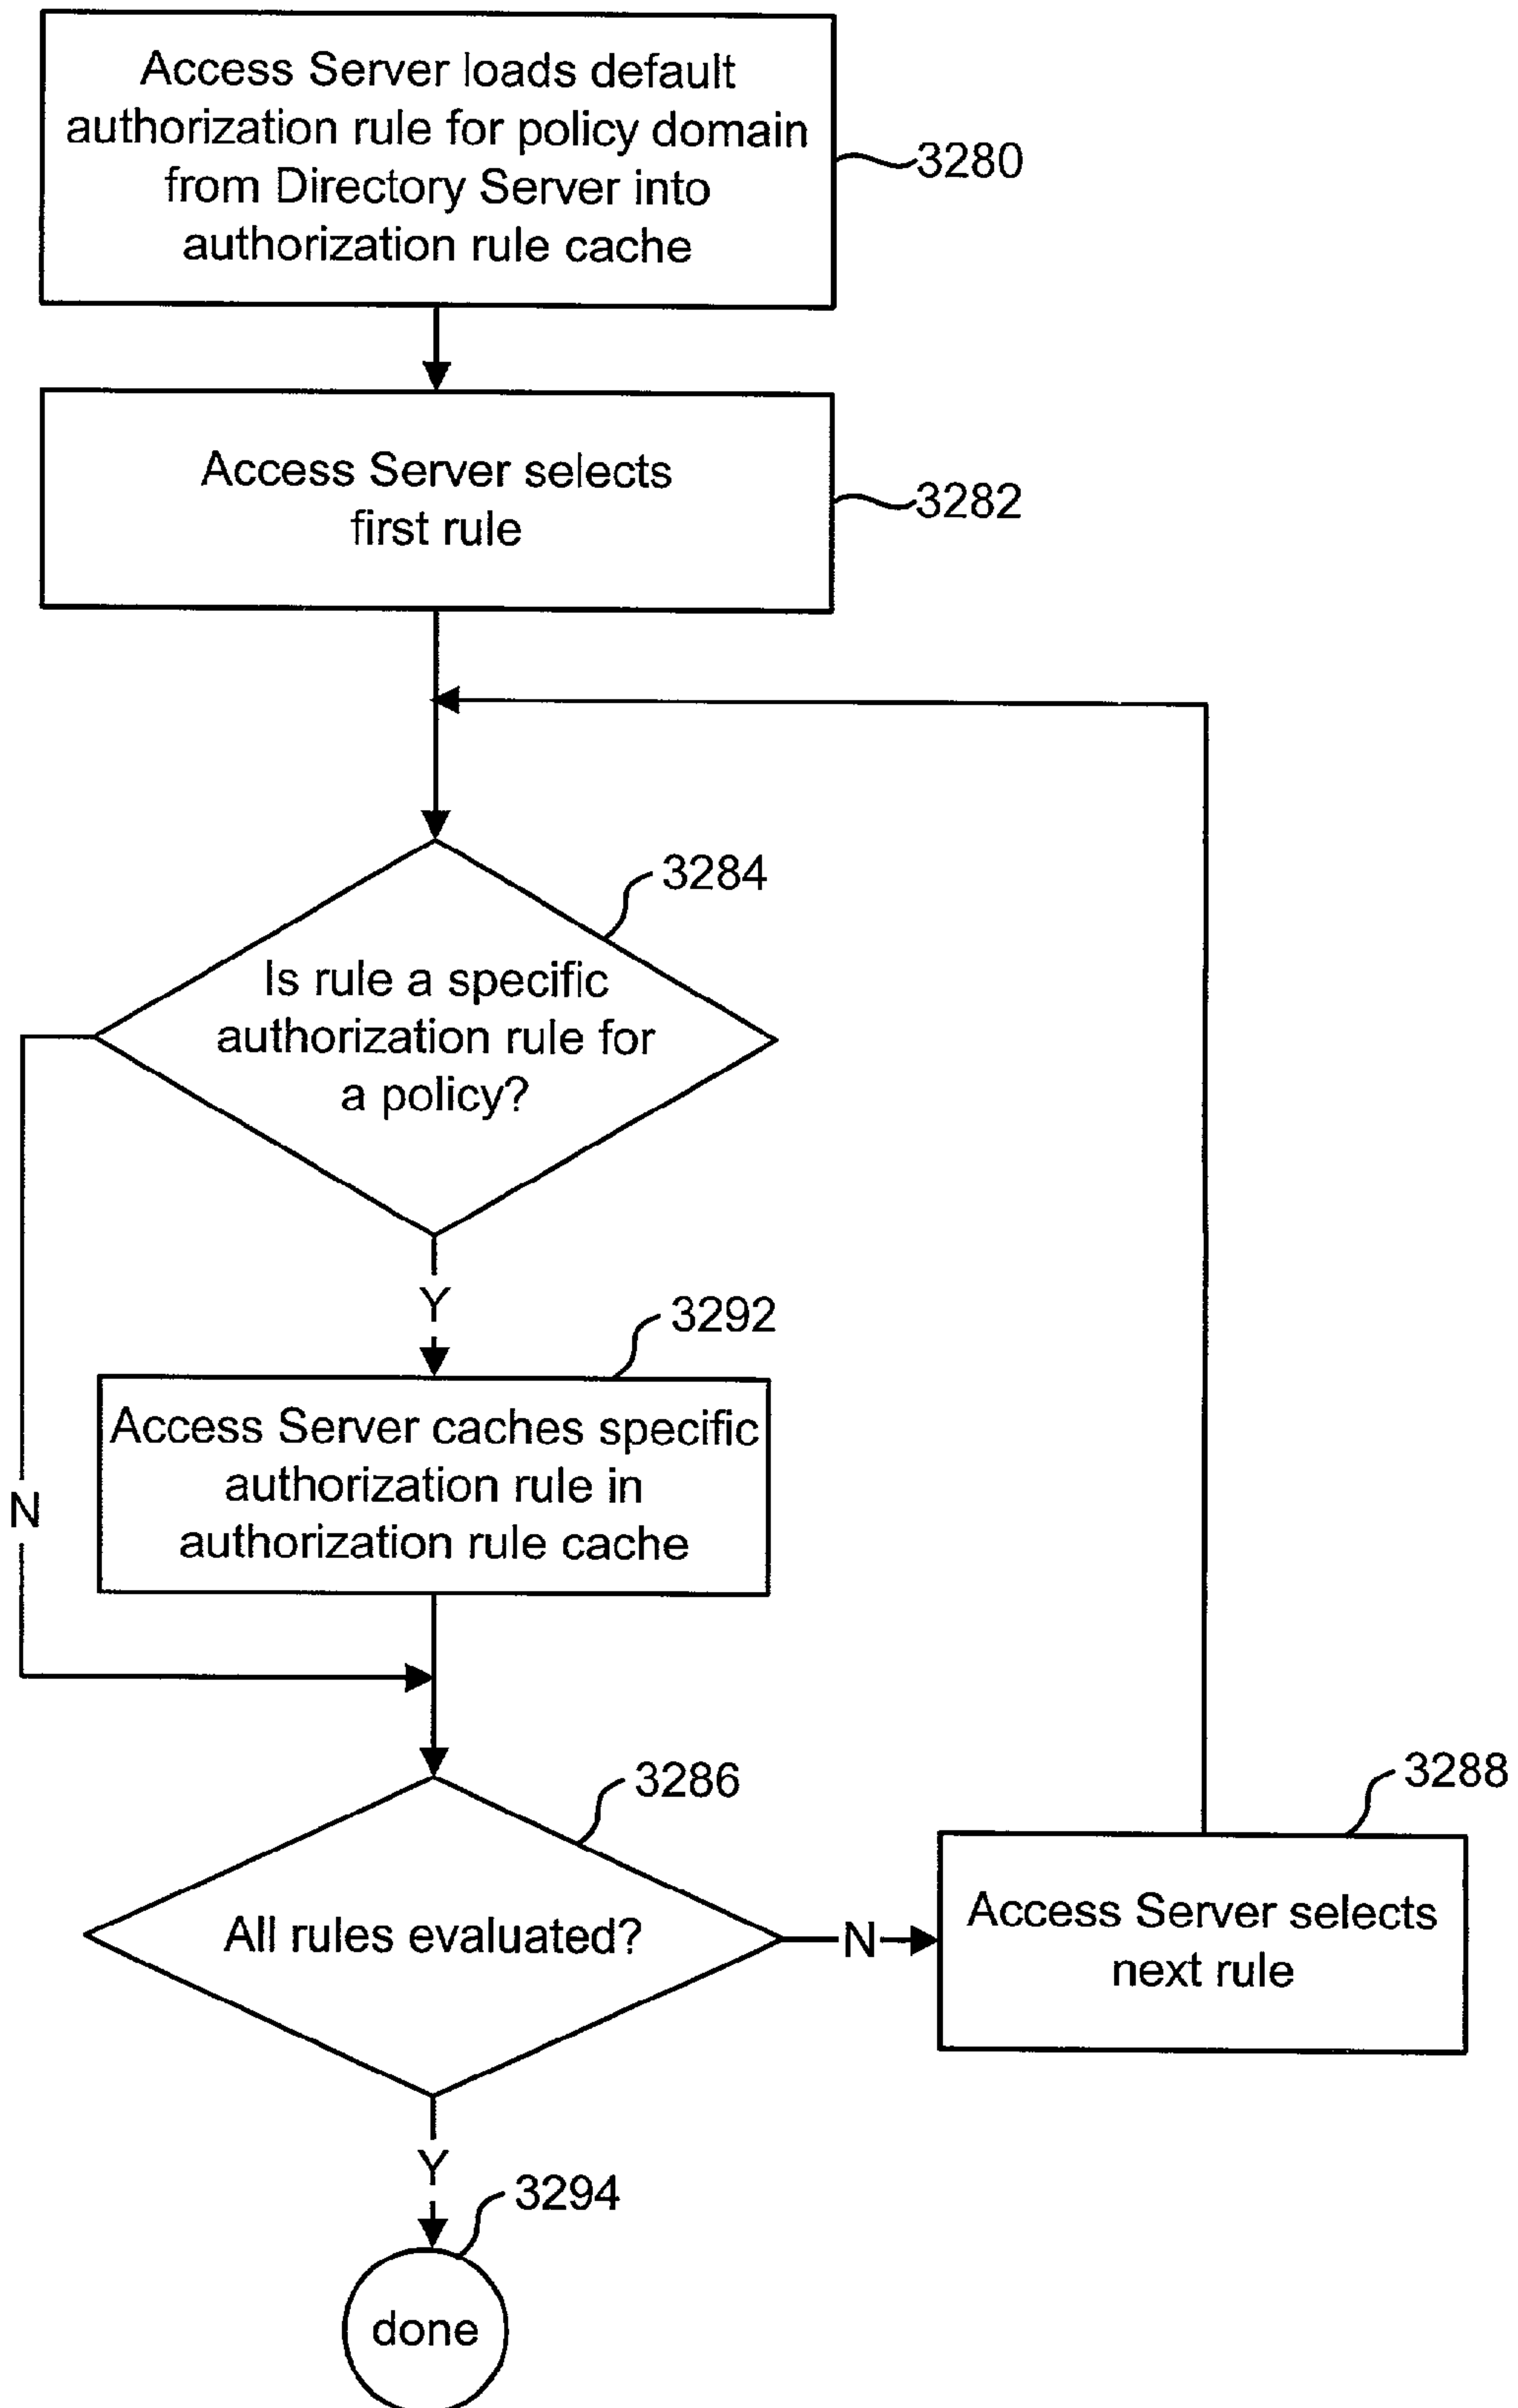 Access Server loads default
authorization rule for policy domain
from Directory Server into
authorization rule cache
3280
Access Server selects
first rule
3282
3284
Is rule a specific
authorization rule for
a policy?
Y
3292
Access Server caches specific
authorization rule in
authorization rule cache
N
3286
All rules evaluated?
N
3288
Access Server selects
next rule
Y
3294
done